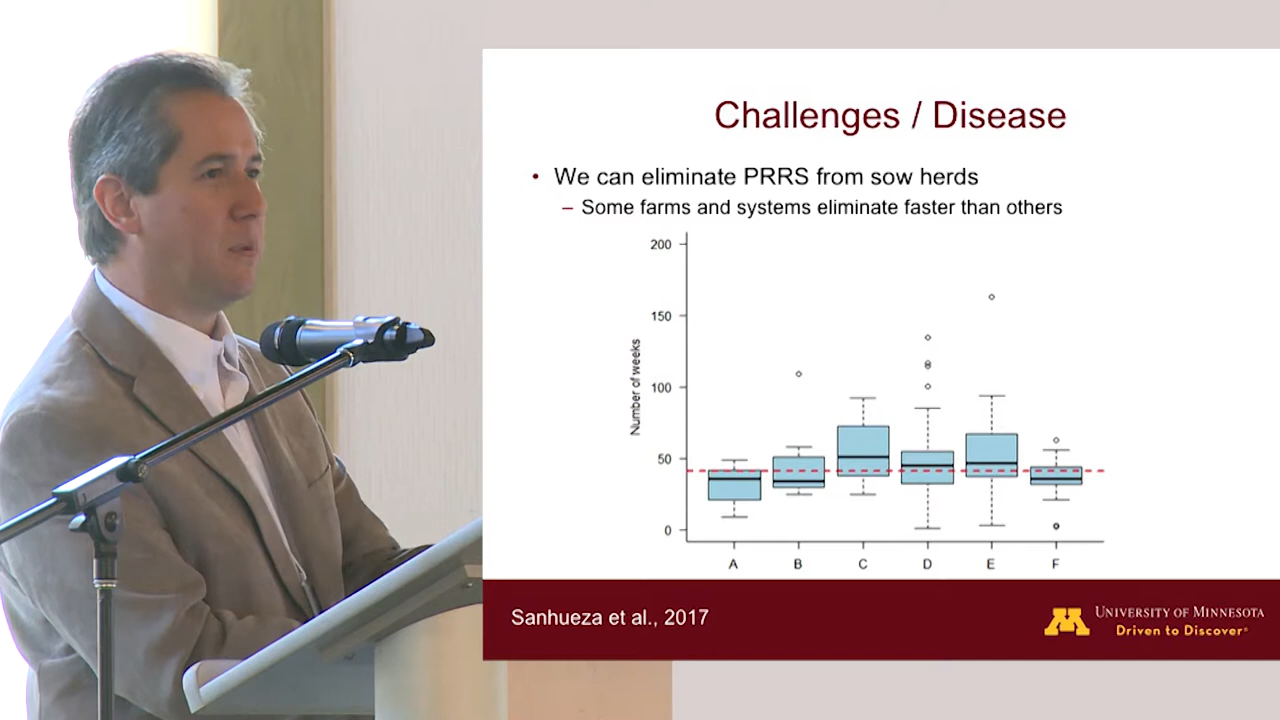 Challenges / Disease
• We can eliminate PRRS from sow herds
– Some farms and systems eliminate faster than others
200
150
100
50
0
Number of weeks
A B C D E F
Sanhueza et al., 2017
M
UNIVERSITY OF MINNESOTA
Driven to Discover®